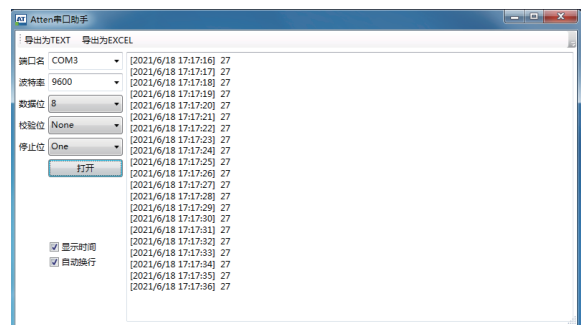 Atten串口助手
导出为TEXT 导出为EXCEL
端口名 COM3
波特率 9600
数据位 8
校验位 None
停止位 One
打开
显示时间
自动换行
[2021/6/18 17:17:16] 27
[2021/6/18 17:17:17] 27
[2021/6/18 17:17:18] 27
[2021/6/18 17:17:19] 27
[2021/6/18 17:17:20] 27
[2021/6/18 17:17:21] 27
[2021/6/18 17:17:22] 27
[2021/6/18 17:17:23] 27
[2021/6/18 17:17:24] 27
[2021/6/18 17:17:25] 27
[2021/6/18 17:17:26] 27
[2021/6/18 17:17:27] 27
[2021/6/18 17:17:28] 27
[2021/6/18 17:17:29] 27
[2021/6/18 17:17:30] 27
[2021/6/18 17:17:31] 27
[2021/6/18 17:17:32] 27
[2021/6/18 17:17:33] 27
[2021/6/18 17:17:34] 27
[2021/6/18 17:17:35] 27
[2021/6/18 17:17:36] 27